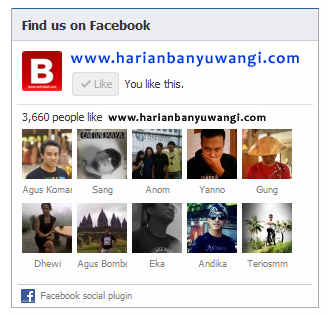 Find us on Facebook
B
www.harianbanyuwangi.com
Like You like this.
3,660 people like www.harianbanyuwangi.com
Agus Komar Sang Anom Yanno Gung
Dhewi Agus Bombo Eka Andika Teriosmm
Facebook social plugin